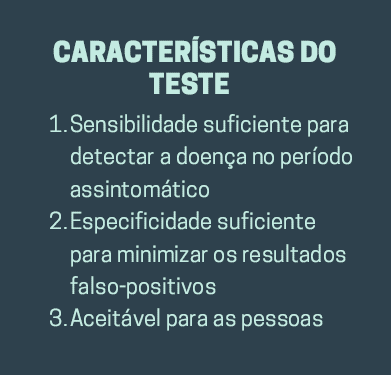 CARACTERÍSTICAS DO
TESTE
1. Sensibilidade suficiente para
detectar a doença no período
assintomático
2. Especificidade suficiente
para minimizar os resultados
falso-positivos
3. Aceitável para as pessoas